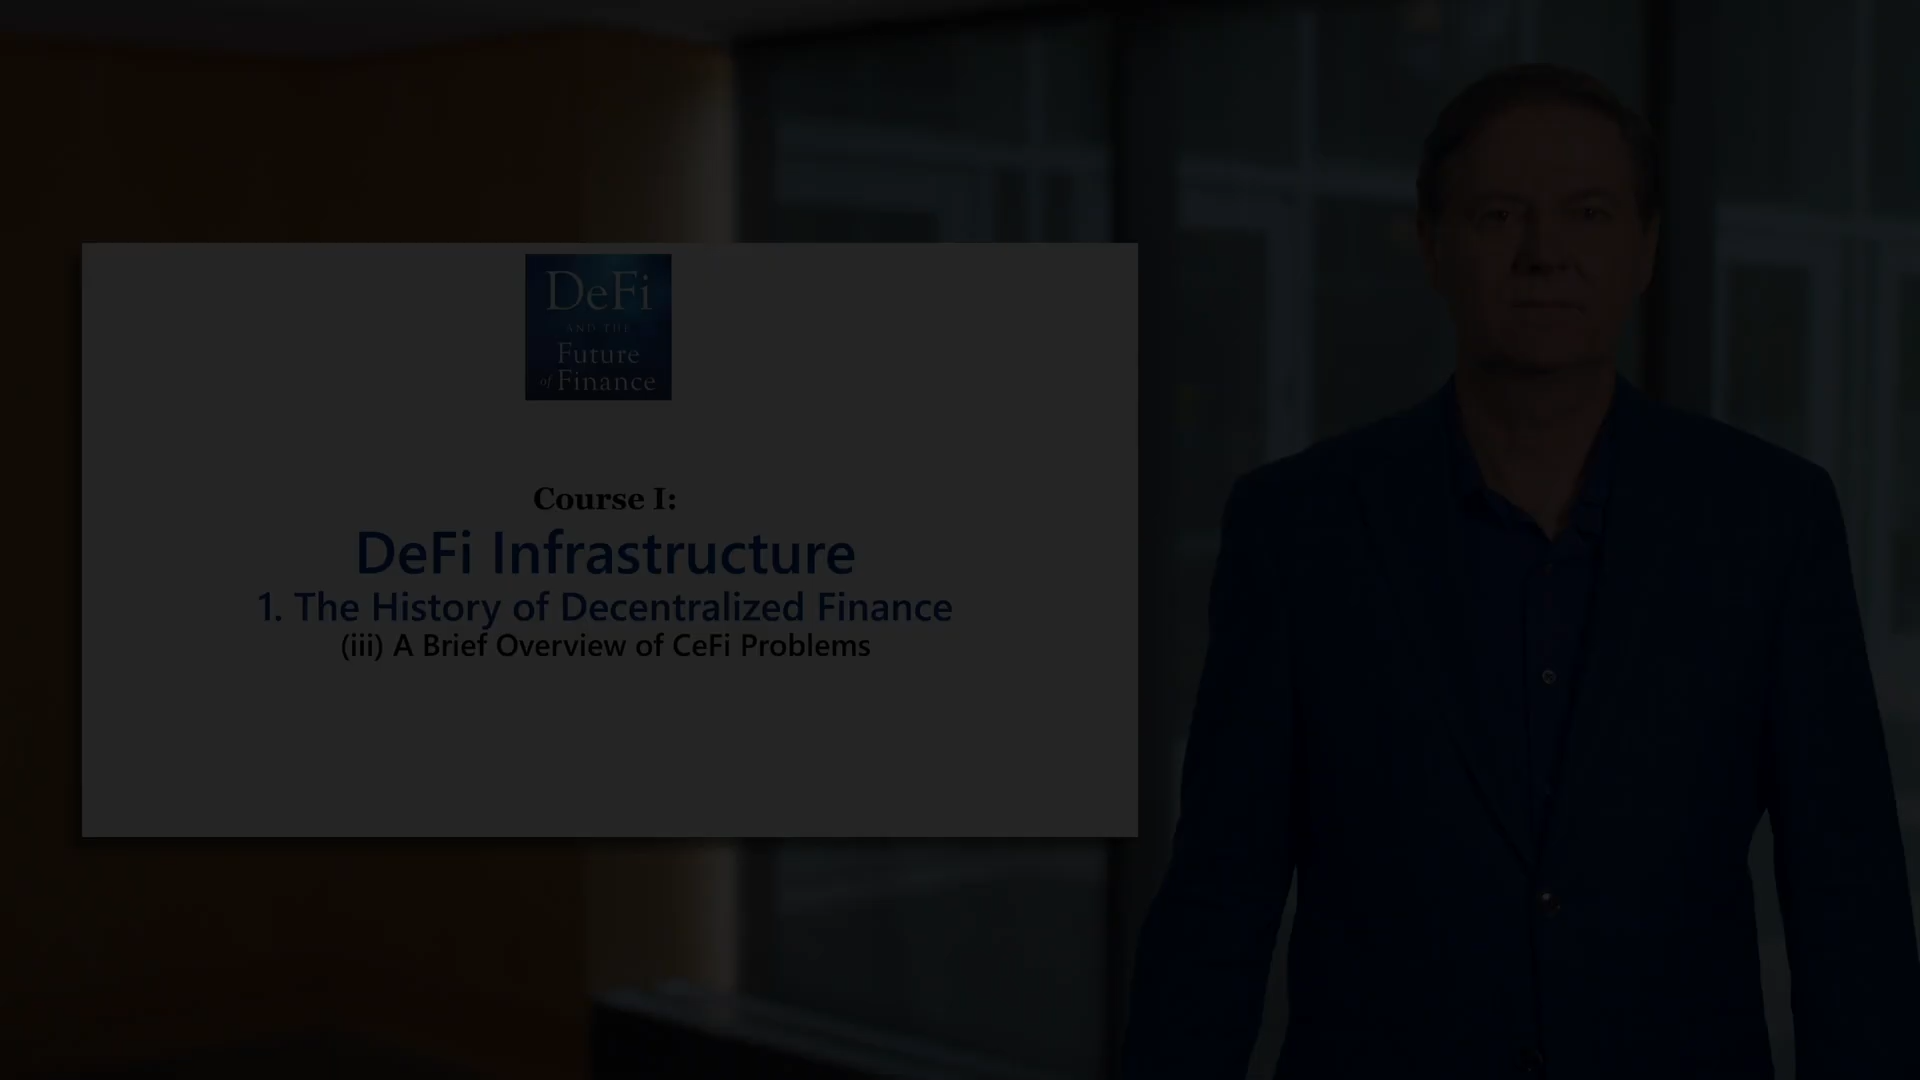 DeFi
AND THE
Future
of Finance
Course I:
DeFi Infrastructure
1. The History of Decentralized Finance
(iii) A Brief Overview of CeFi Problems